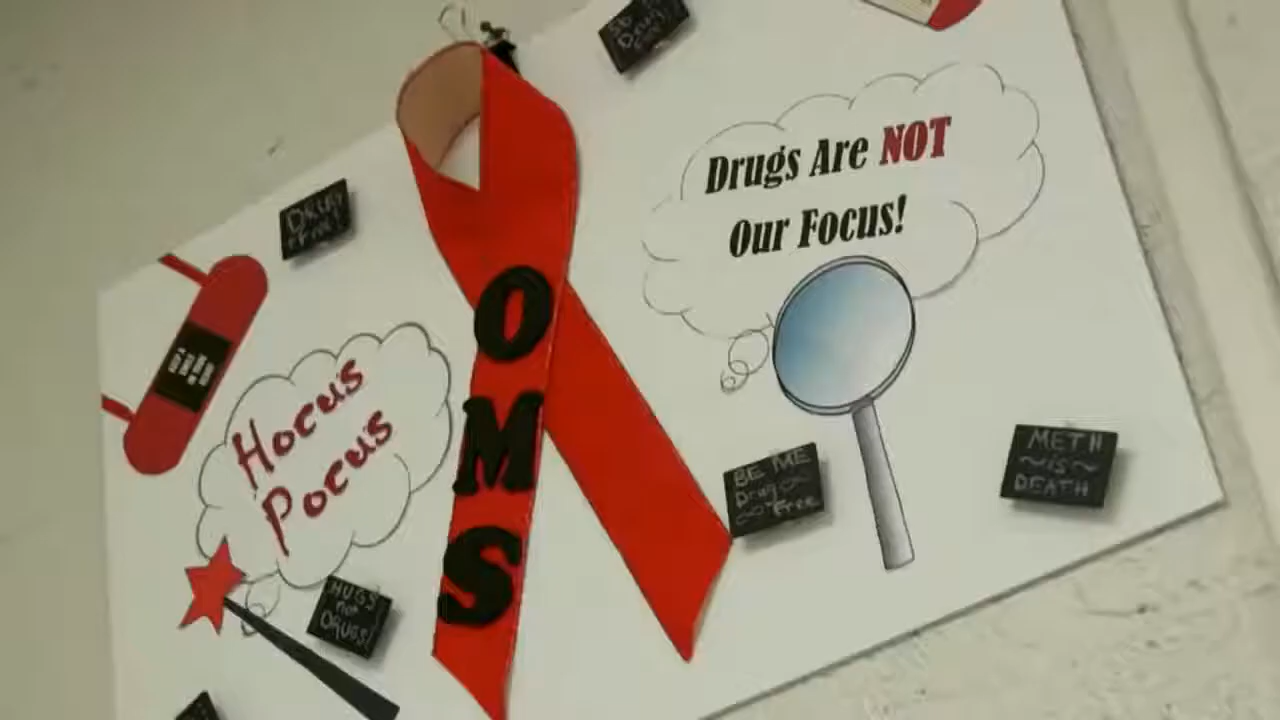 Drugs Are NOT
Our Focus!
DRUG
FREE
Hocus
Pocus
OMS
BE ME
Drug
Free
METH
~IS~
DEATH
HUGS
not
DRUGS!